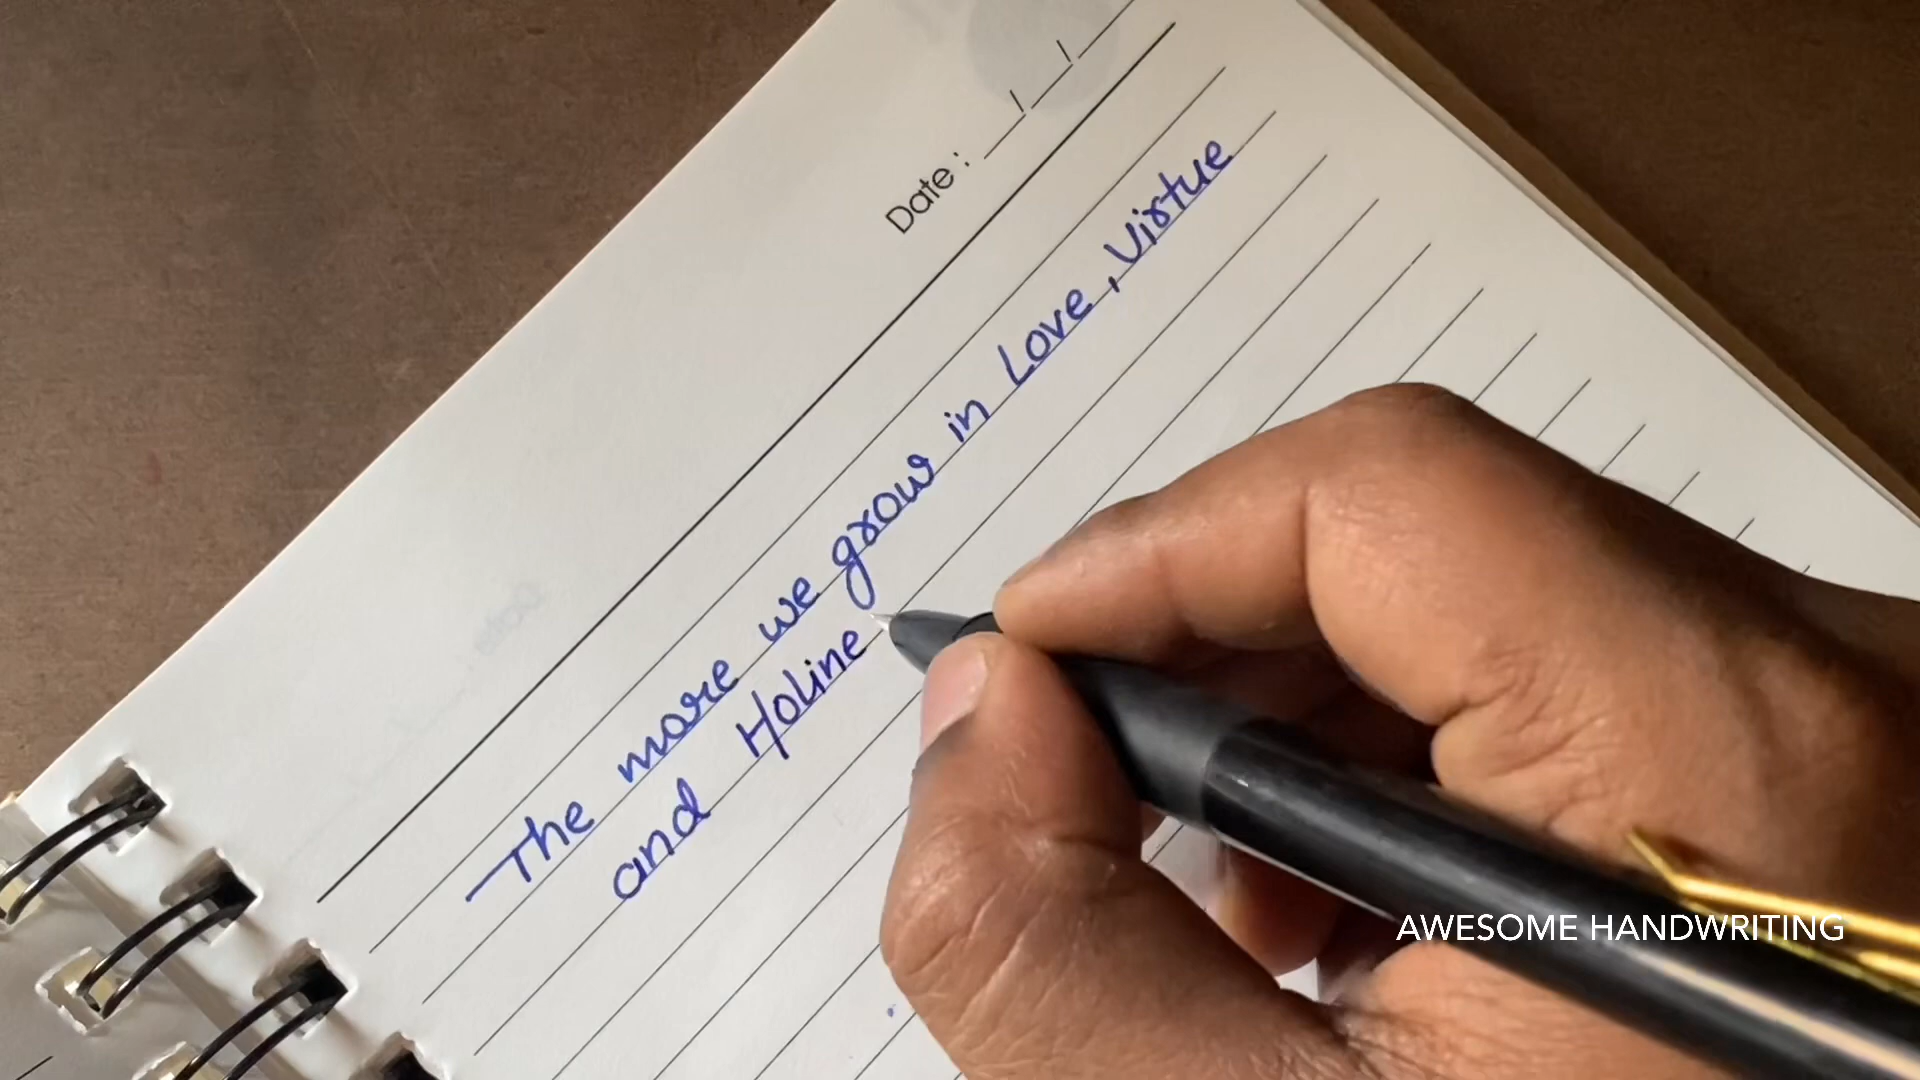 Date : __/__/__
The more we grow in Love, Virtue
and Holine
AWESOME HANDWRITING